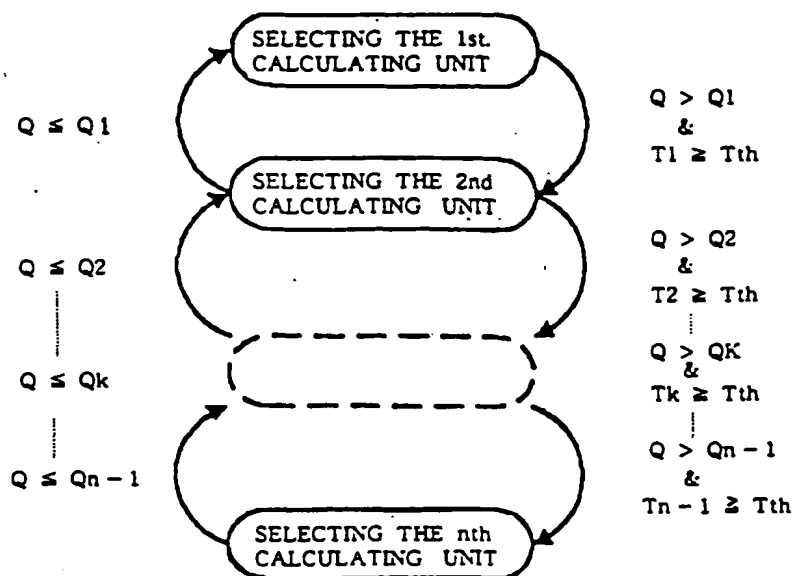 SELECTING THE 1st.
CALCULATING UNIT
Q ≤ Q1
Q > Q1
&
T1 ≧ Tth
SELECTING THE 2nd
CALCULATING UNIT
Q ≤ Q2
Q > Q2
&
T2 ≧ Tth
Q ≤ Qk
Q > QK
&
Tk ≧ Tth
Q ≤ Qn-1
Q > Qn-1
&
Tn-1 ≧ Tth
SELECTING THE nth
CALCULATING UNIT